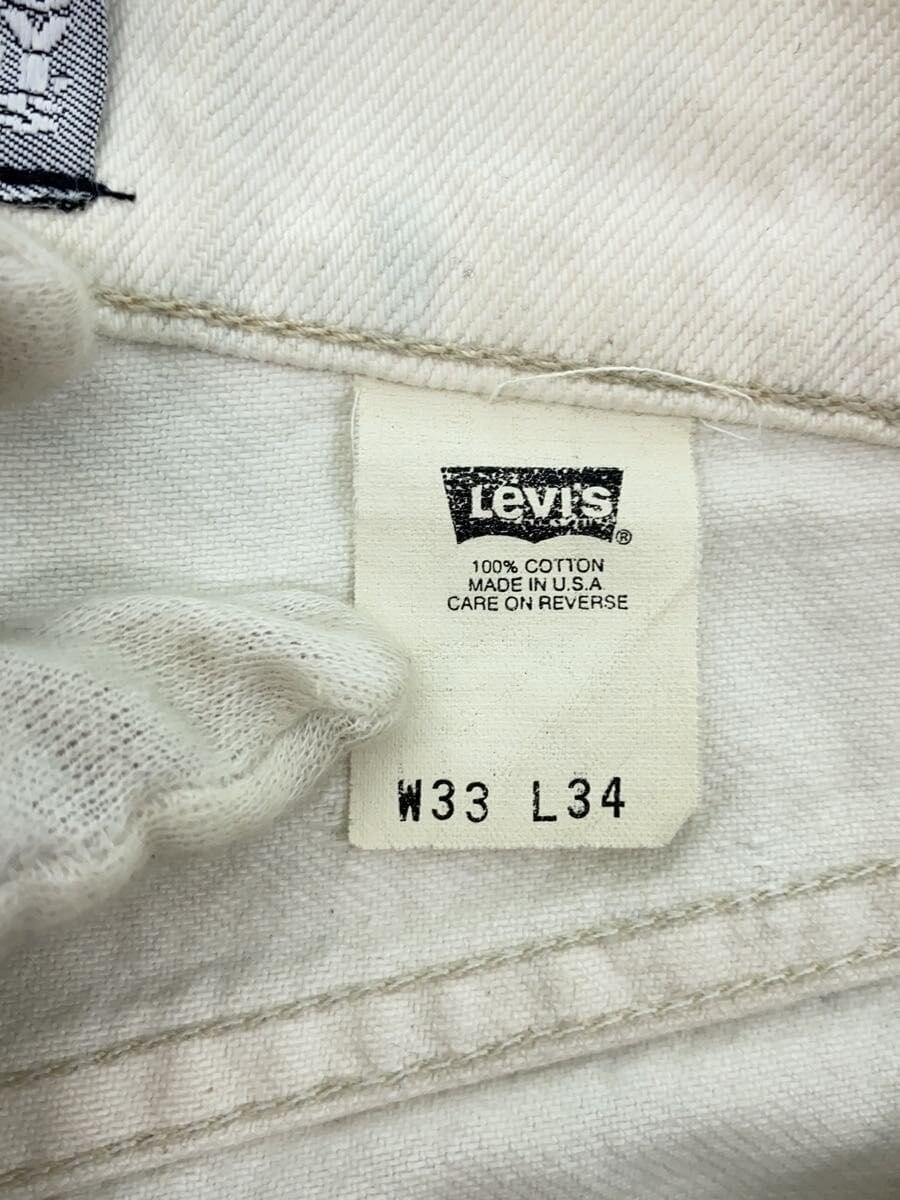 Levi's®
100% COTTON
MADE IN U.S.A
CARE ON REVERSE
W33 L34